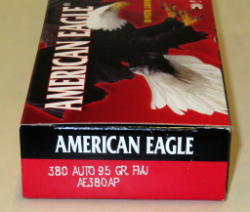 AMERICAN EAGLE®
AMERICAN EAGLE
380 AUTO 95 GR. FMJ
AE380AP